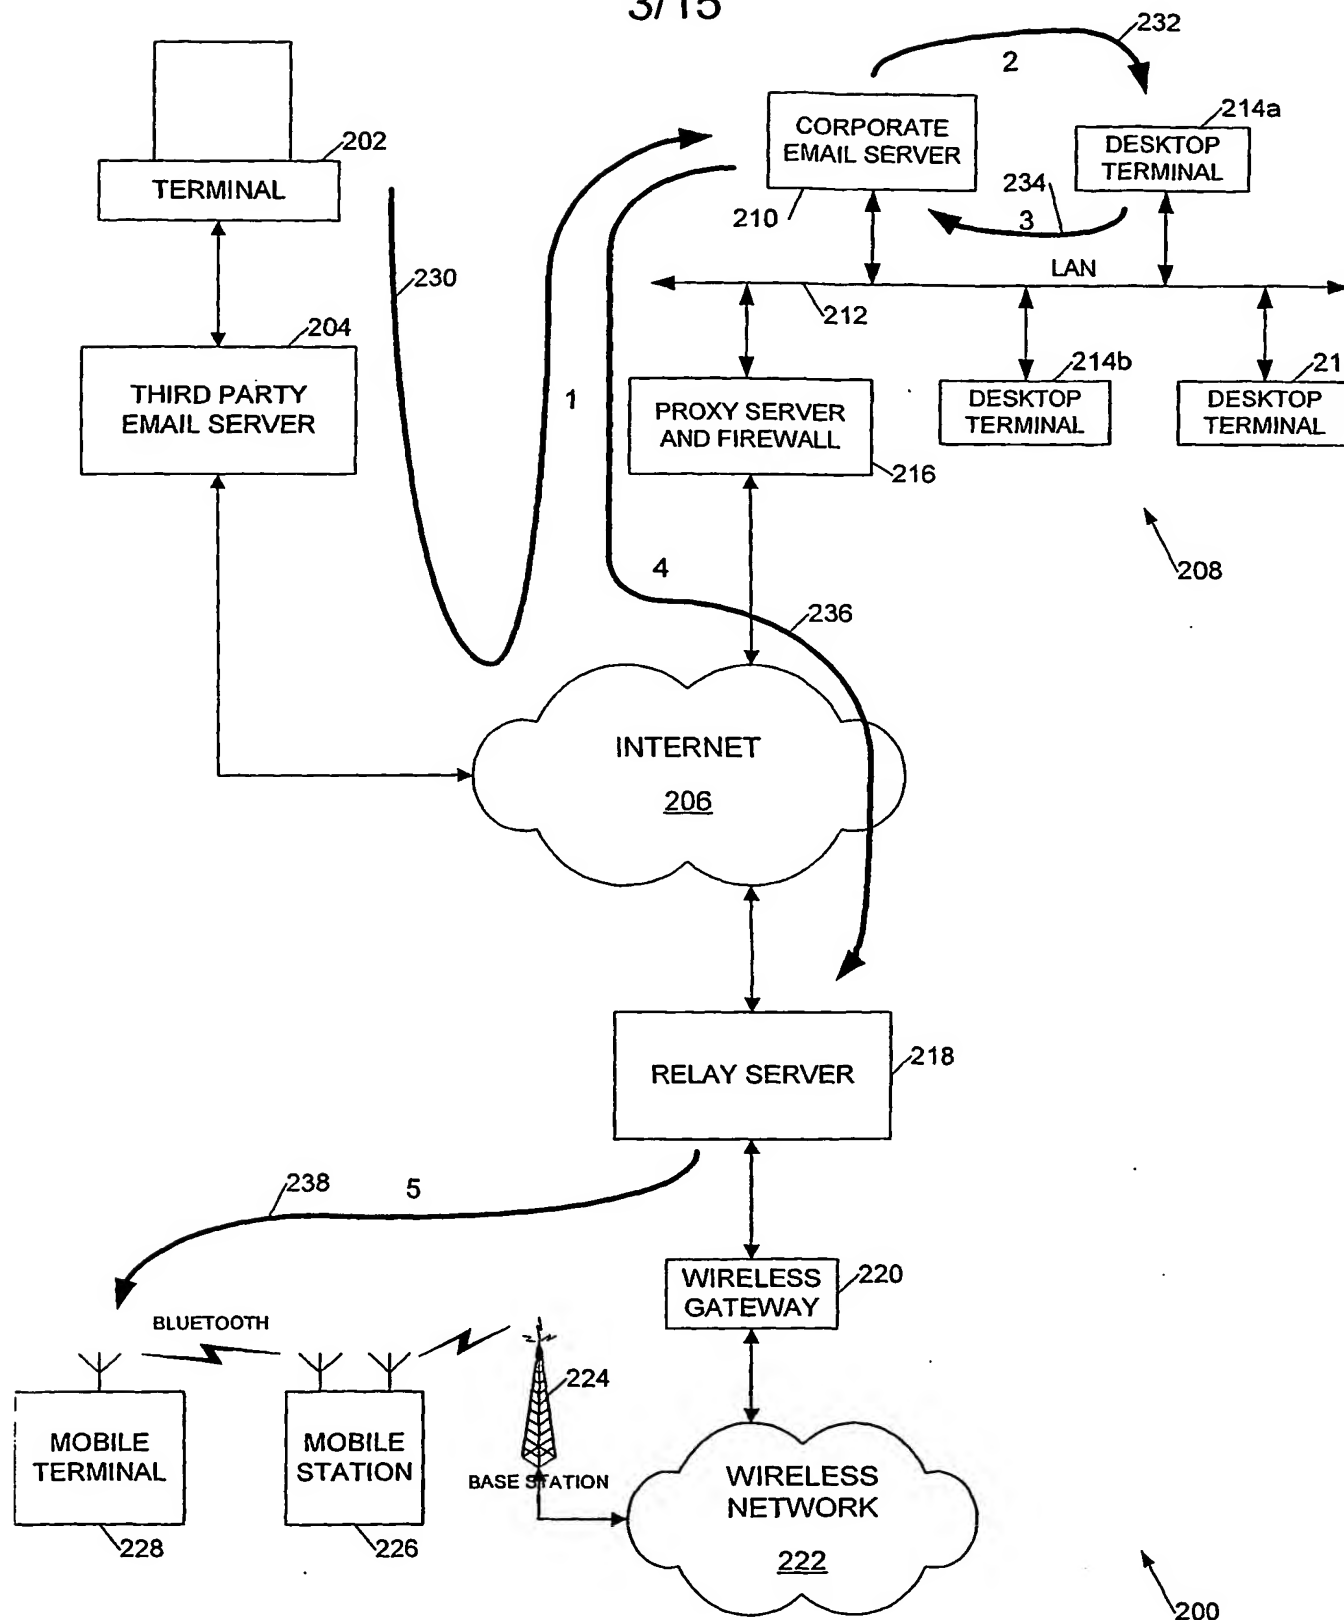 3/15
232
2
CORPORATE
EMAIL SERVER
214a
DESKTOP
TERMINAL
202
TERMINAL
234
210
3
230
LAN
212
204
THIRD PARTY
EMAIL SERVER
1
PROXY SERVER
AND FIREWALL
216
214b
DESKTOP
TERMINAL
21
DESKTOP
TERMINAL
4
208
236
INTERNET
206
RELAY SERVER
218
238
5
WIRELESS
GATEWAY
220
BLUETOOTH
224
MOBILE
TERMINAL
MOBILE
STATION
BASE STATION
WIRELESS
NETWORK
228
226
222
200